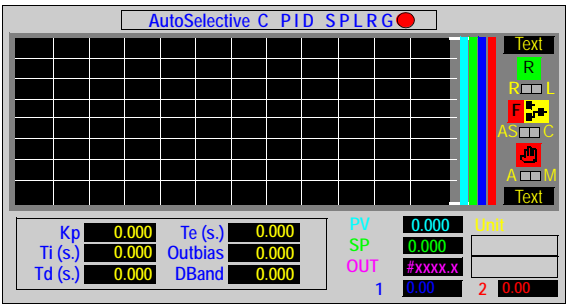 AutoSelective C PID SPLRG
Text
R
R L
F
AS C
A M
Text
Kp 0.000 Te (s.) 0.000
Ti (s.) 0.000 Outbias 0.000
Td (s.) 0.000 DBand 0.000
PV 0.000 Unit
SP 0.000
OUT #xxxx.x
1 0.00 2 0.00